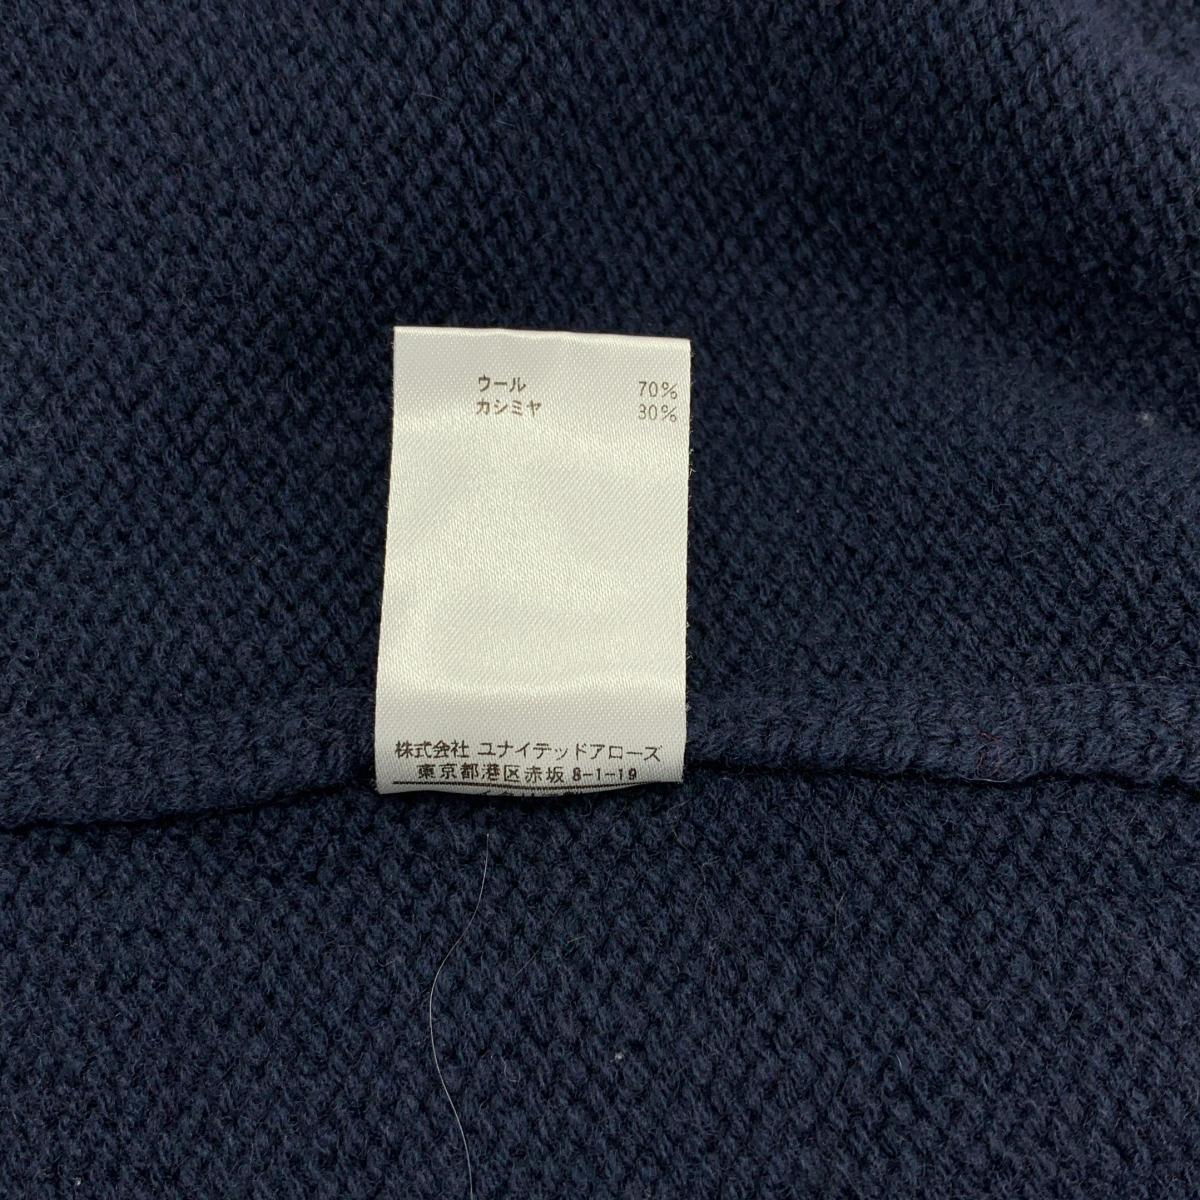 ウール 70%
カシミヤ 30%
株式会社 ユナイテッドアローズ
東京都港区赤坂 8-1-19